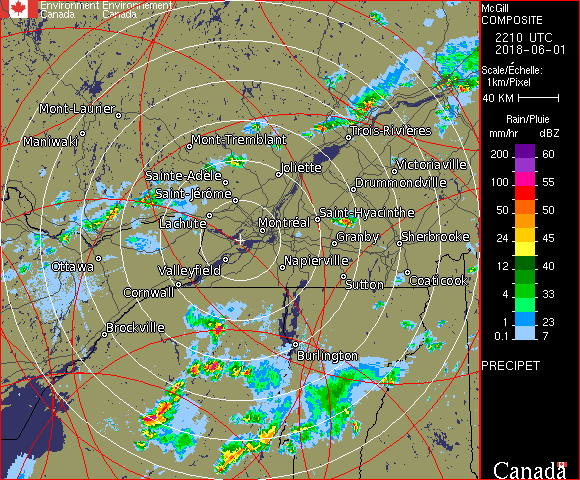 Environment Environnement
Canada Canada
McGill
COMPOSITE
2210 UTC
2018-06-01
Scale/Échelle:
1km/Pixel
40 KM
Rain/Pluie
mm/hr dBZ
200 60
100 55
50 50
24 45
12 40
4 33
1 23
0.1 7
PRECIPET
Canada
Mont-Laurier
Maniwaki
Mont-Tremblant
Trois-Rivières
Joliette
Victoriaville
Sainte-Adèle
Drummondville
Saint-Jérôme
Saint-Hyacinthe
Lachute
Montréal
Granby
Sherbrooke
Ottawa
Valleyfield
Napierville
Coaticook
Cornwall
Sutton
Brockville
Burlington